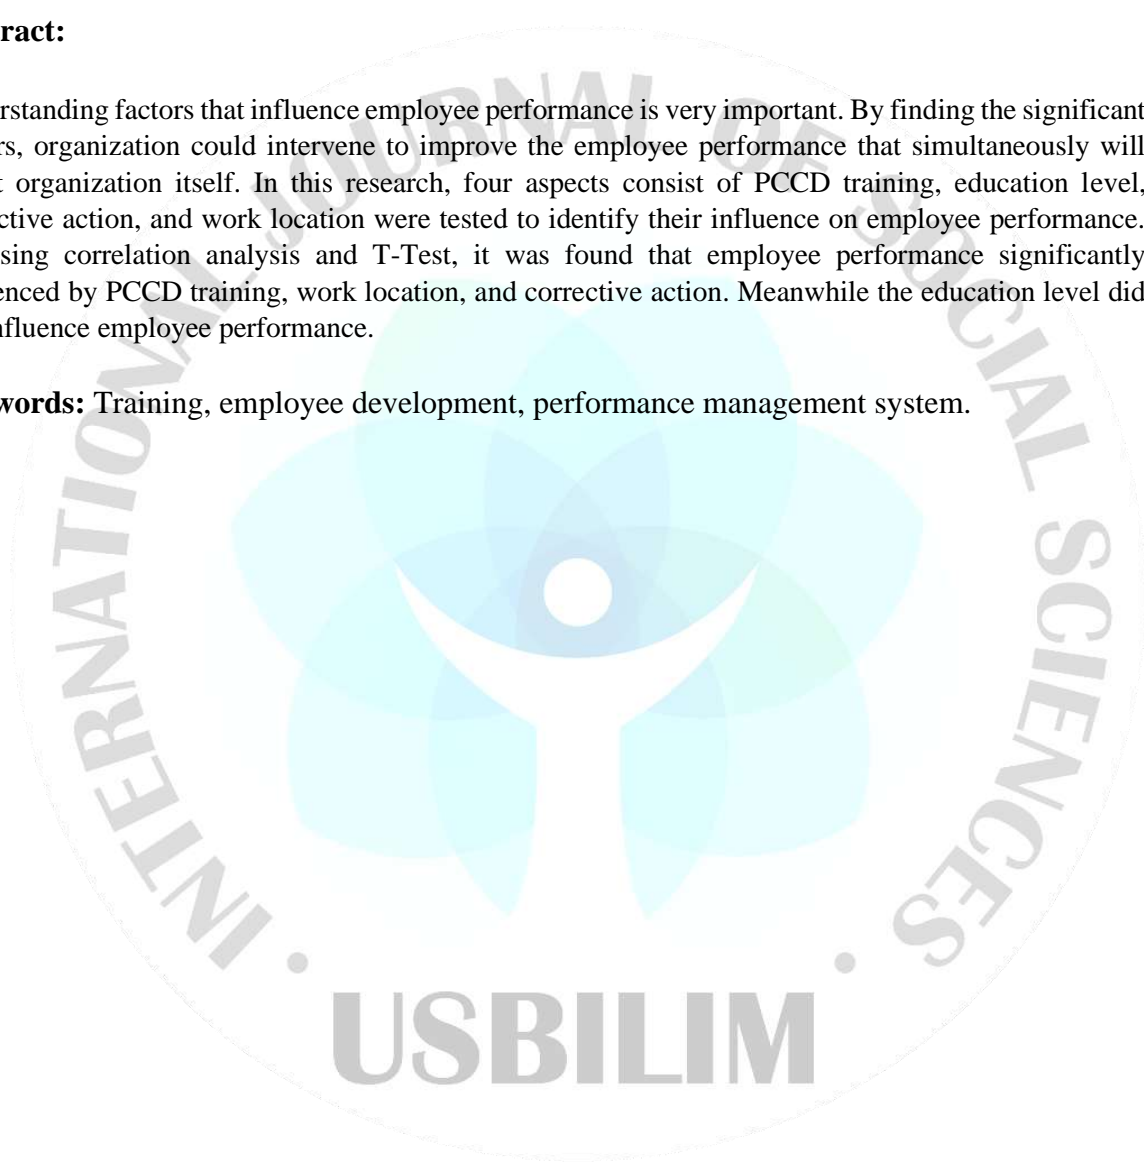 ract:
rstanding factors that influence employee performance is very important. By finding the significant
rs, organization could intervene to improve the employee performance that simultaneously will
t organization itself. In this research, four aspects consist of PCCD training, education level,
ctive action, and work location were tested to identify their influence on employee performance.
sing correlation analysis and T-Test, it was found that employee performance significantly
enced by PCCD training, work location, and corrective action. Meanwhile the education level did
nfluence employee performance.
words: Training, employee development, performance management system.
INTERNATIONAL JOURNAL OF SOCIAL SCIENCES
USBILIM